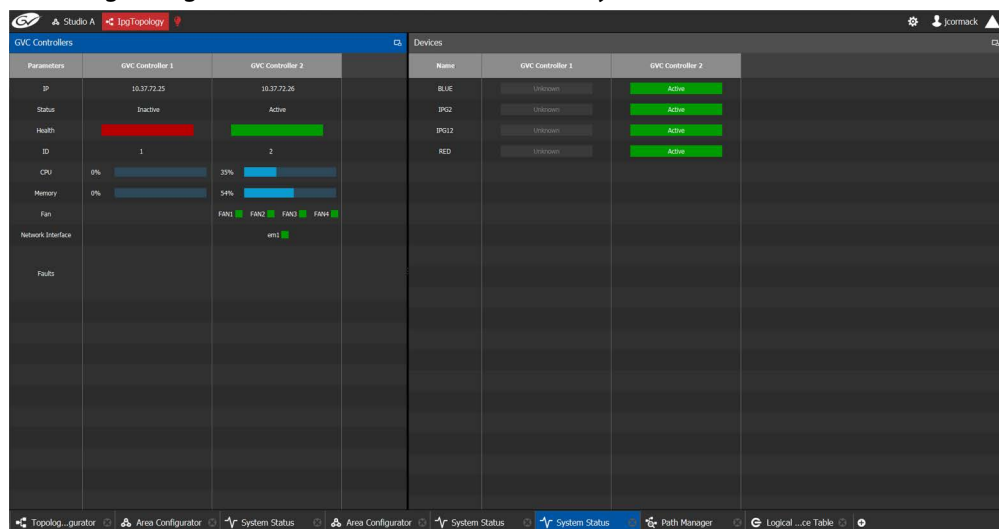 GV Studio A IpgTopology jcormack
GVC Controllers Devices
Parameters GVC Controller 1 GVC Controller 2 Name GVC Controller 1 GVC Controller 2
IP 10.37.72.25 10.37.72.26 BLUE Unknown Active
Status Inactive Active IPG2 Unknown Active
Health IPG12 Unknown Active
ID 1 2 RED Unknown Active
CPU 0% 35%
Memory 0% 54%
Fan FAN1 FAN2 FAN3 FAN4
Network Interface em1
Faults
Topolog...gurator Area Configurator System Status Area Configurator System Status System Status Path Manager Logical ...ce Table